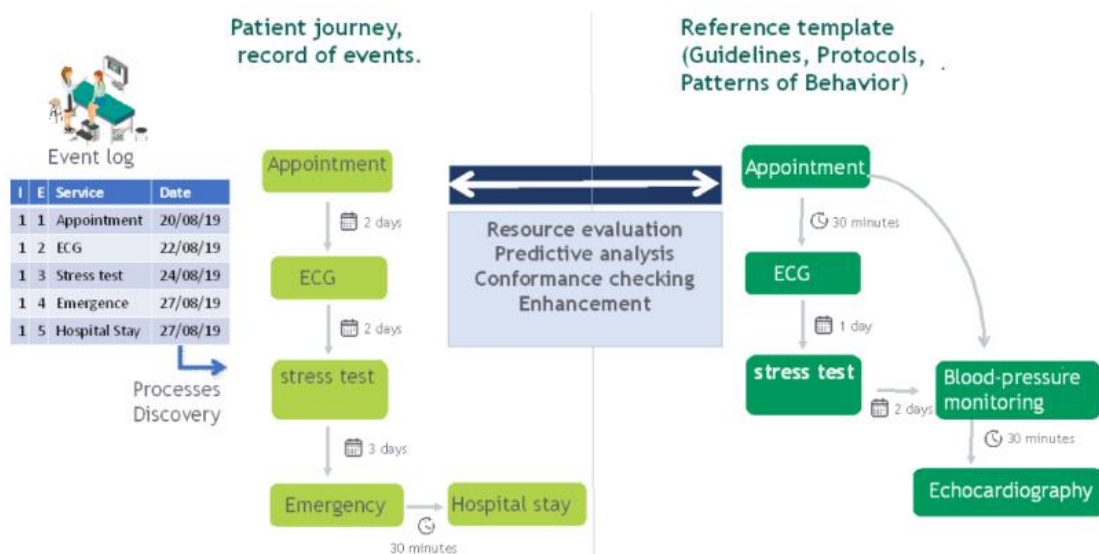 Patient journey,
record of events.
Reference template
(Guidelines, Protocols,
Patterns of Behavior)
.
Event log
I E Service Date
1 1 Appointment 20/08/19
1 2 ECG 22/08/19
1 3 Stress test 24/08/19
1 4 Emergence 27/08/19
1 5 Hospital Stay 27/08/19
Processes
Discovery
Appointment
2 days
ECG
2 days
stress test
3 days
Emergency
30 minutes
Hospital stay
Resource evaluation
Predictive analysis
Conformance checking
Enhancement
Appointment
30 minutes
ECG
1 day
stress test
2 days
Blood-pressure
monitoring
30 minutes
Echocardiography